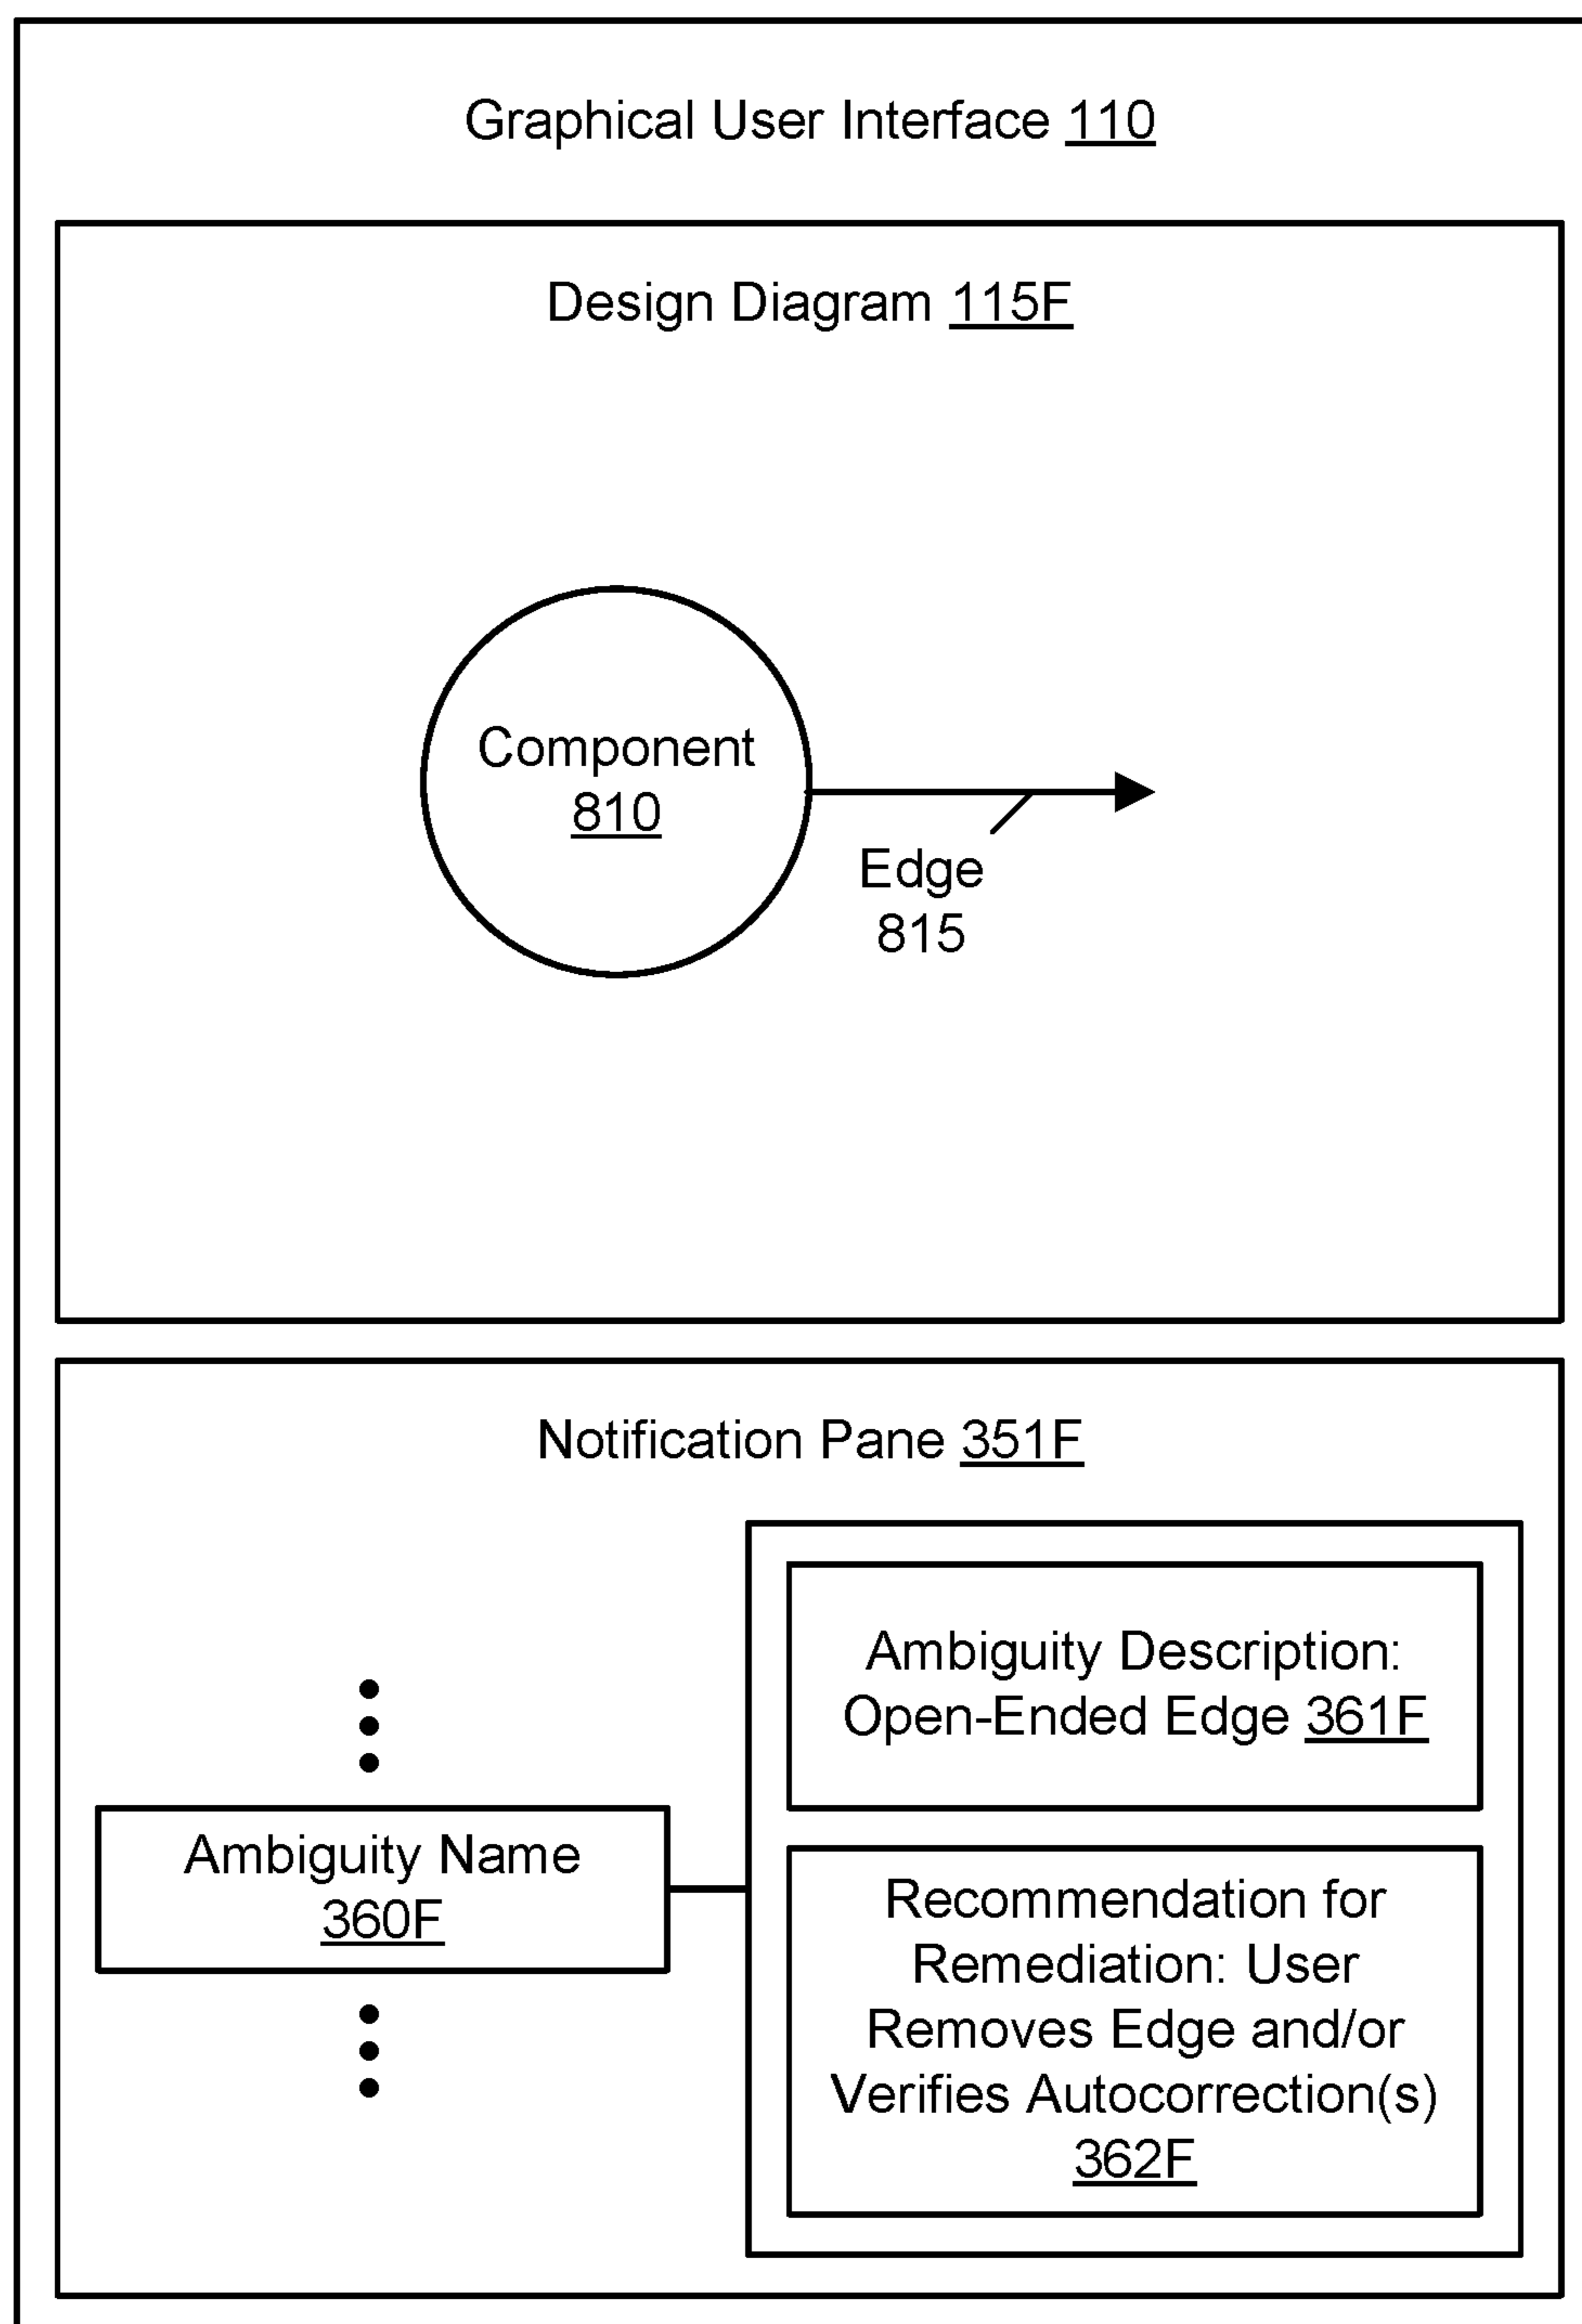 Graphical User Interface 110
Design Diagram 115F
Component
810
Edge
815
Notification Pane 351F
Ambiguity Description:
Open-Ended Edge 361F
Ambiguity Name
360F
Recommendation for
Remediation: User
Removes Edge and/or
Verifies Autocorrection(s)
362F